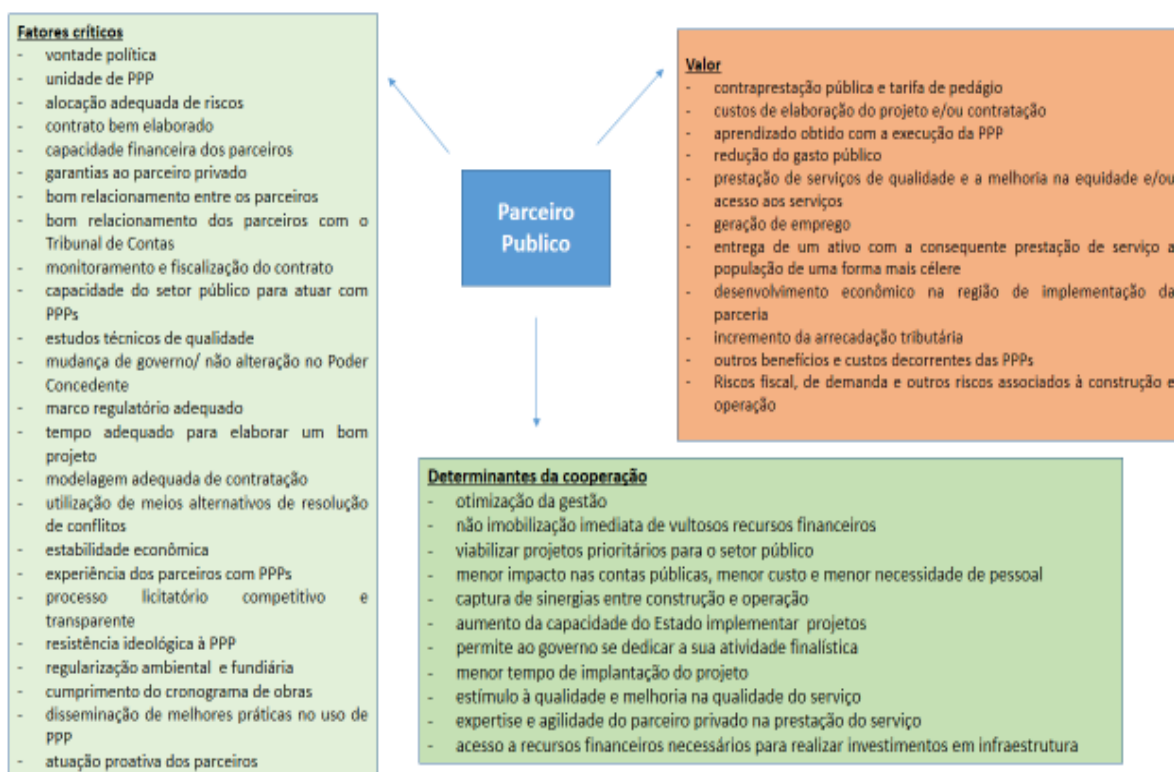 Fatores críticos
- vontade política
- unidade de PPP
- alocação adequada de riscos
- contrato bem elaborado
- capacidade financeira dos parceiros
- garantias ao parceiro privado
- bom relacionamento entre os parceiros
- bom relacionamento dos parceiros com o
Tribunal de Contas
- monitoramento e fiscalização do contrato
- capacidade do setor público para atuar com
PPPs
- estudos técnicos de qualidade
- mudança de governo/ não alteração no Poder
Concedente
- marco regulatório adequado
- tempo adequado para elaborar um bom
projeto
- modelagem adequada de contratação
- utilização de meios alternativos de resolução
de conflitos
- estabilidade econômica
- experiência dos parceiros com PPPs
- processo licitatório competitivo e
transparente
- resistência ideológica à PPP
- regularização ambiental e fundiária
- cumprimento do cronograma de obras
- disseminação de melhores práticas no uso de
PPP
- atuação proativa dos parceiros
Parceiro
Publico
Valor
- contraprestação pública e tarifa de pedágio
- custos de elaboração do projeto e/ou contratação
- aprendizado obtido com a execução da PPP
- redução do gasto público
- prestação de serviços de qualidade e a melhoria na equidade e/ou
acesso aos serviços
- geração de emprego
- entrega de um ativo com a consequente prestação de serviço a
população de uma forma mais célere
- desenvolvimento econômico na região de implementação da
parceria
- incremento da arrecadação tributária
- outros benefícios e custos decorrentes das PPPs
- Riscos fiscal, de demanda e outros riscos associados à construção e
operação
Determinantes da cooperação
- otimização da gestão
- não imobilização imediata de vultosos recursos financeiros
- viabilizar projetos prioritários para o setor público
- menor impacto nas contas públicas, menor custo e menor necessidade de pessoal
- captura de sinergias entre construção e operação
- aumento da capacidade do Estado implementar projetos
- permite ao governo se dedicar a sua atividade finalística
- menor tempo de implantação do projeto
- estímulo à qualidade e melhoria na qualidade do serviço
- expertise e agilidade do parceiro privado na prestação do serviço
- acesso a recursos financeiros necessários para realizar investimentos em infraestrutura